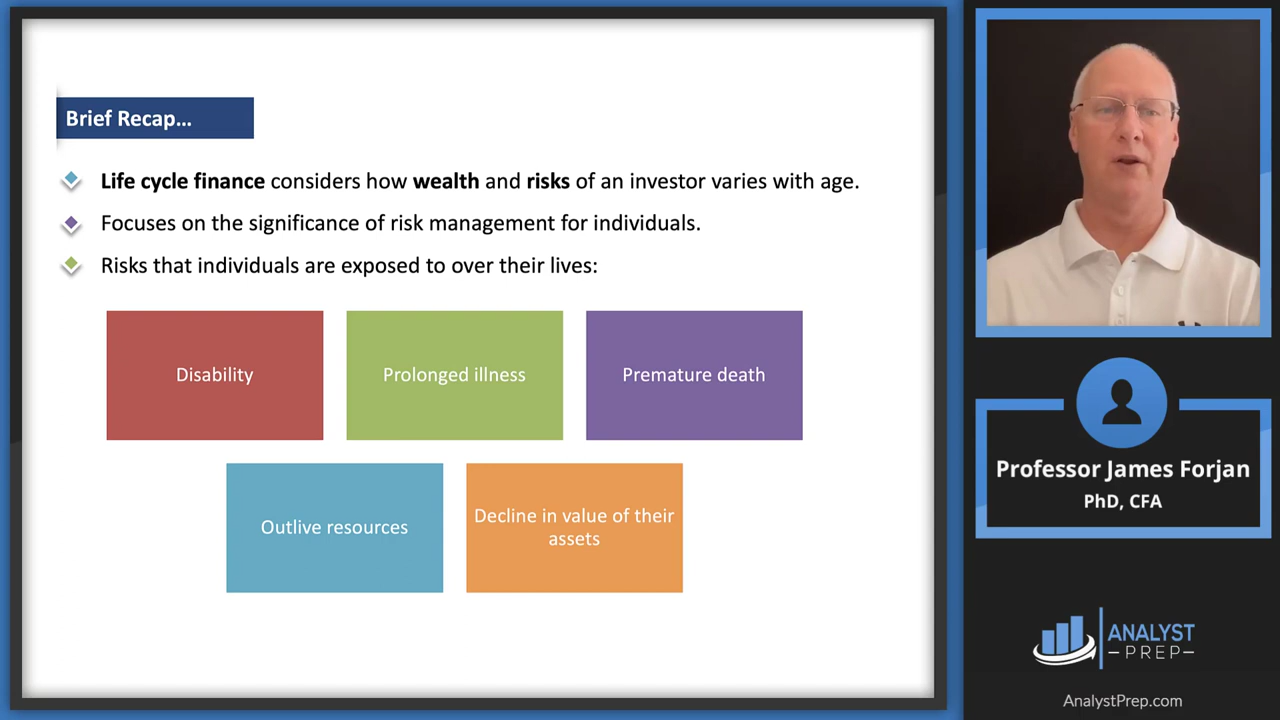 Brief Recap...
Life cycle finance considers how wealth and risks of an investor varies with age.
Focuses on the significance of risk management for individuals.
Risks that individuals are exposed to over their lives:
Disability
Prolonged illness
Premature death
Outlive resources
Decline in value of their
assets
Professor James Forjan
PhD, CFA
ANALYST
PREP
AnalystPrep.com